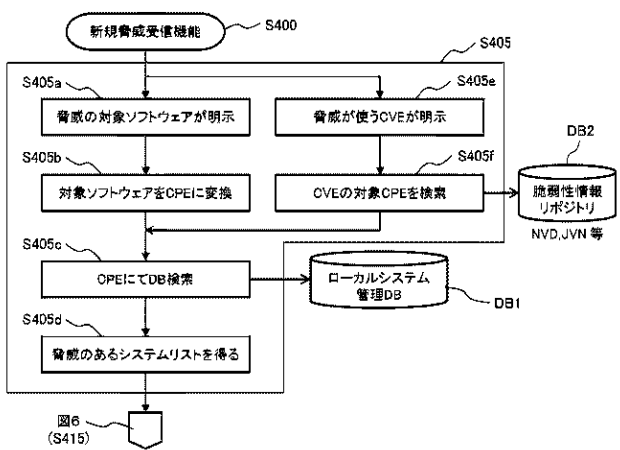 新規脅威受信機能
S400
S405
S405a
S405e
脅威の対象ソフトウェアが明示
脅威が使うCVEが明示
S405b
S405f
DB2
対象ソフトウェアをCPEに変換
CVEの対象CPEを検索
脆弱性情報
リポジトリ
NVD,JVN 等
S405c
CPEにてDB検索
ローカルシステム
管理DB
DB1
S405d
脅威のあるシステムリストを得る
図6
(S415)